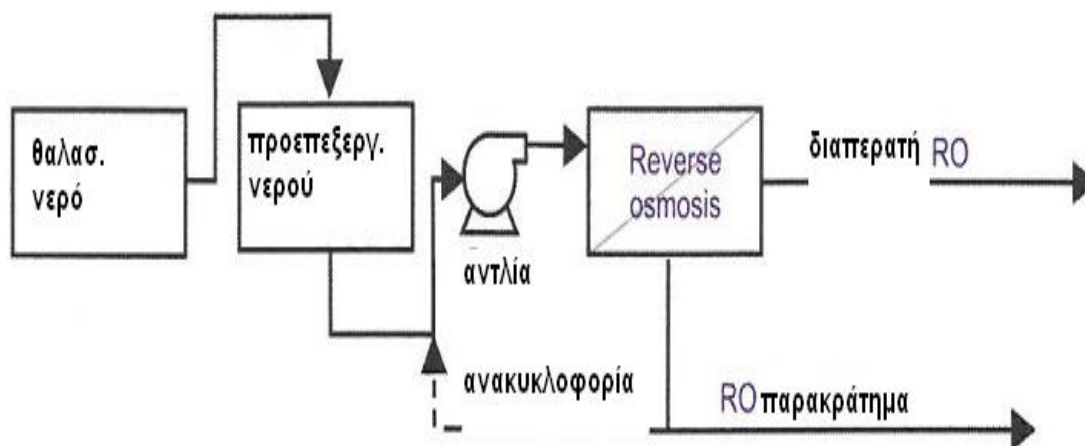 θαλασ.
νερό
προεπεξεργ.
νερού
αντλία
Reverse
osmosis
διαπερατή RO
ανακυκλοφορία
RO παρακράτημα